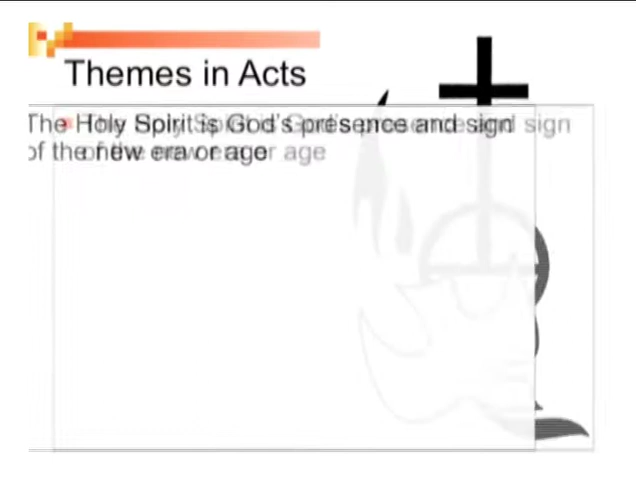 Themes in Acts
The Holy Spirit is God's presence and sign
of the new era or age